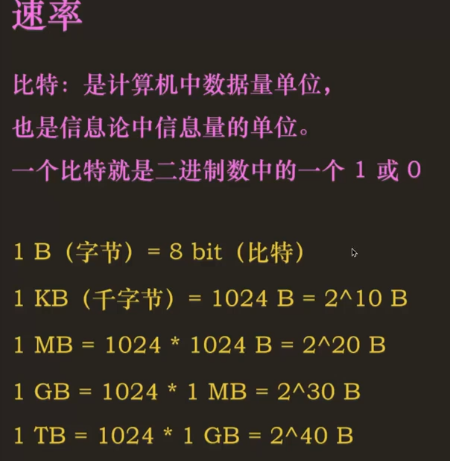 速率
比特：是计算机中数据量单位，
也是信息论中信息量的单位。
一个比特就是二进制数中的一个 1 或 0
1 B（字节）= 8 bit（比特）
1 KB（千字节）= 1024 B = 2^10 B
1 MB = 1024 * 1024 B = 2^20 B
1 GB = 1024 * 1 MB = 2^30 B
1 TB = 1024 * 1 GB = 2^40 B